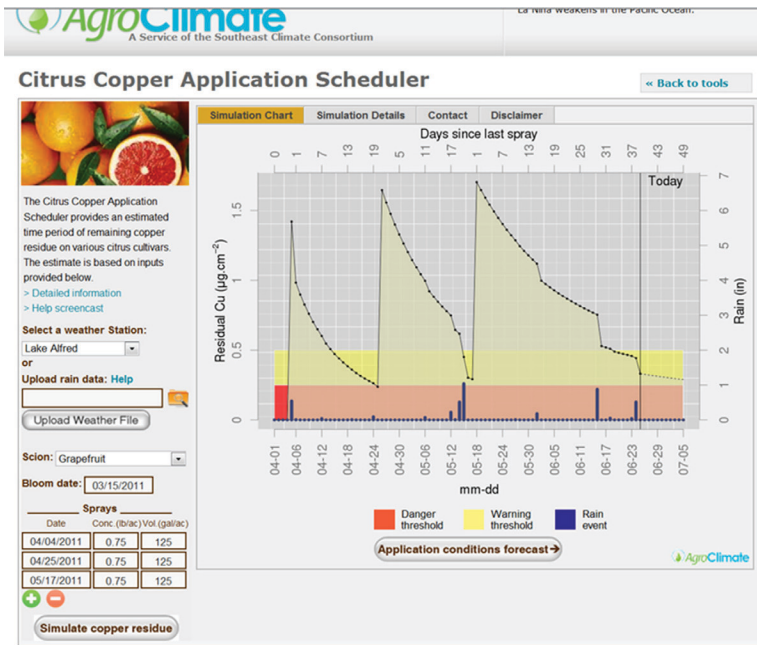 AgroClimate
La Niña weakens in the Pacific Ocean.
A Service of the Southeast Climate Consortium
Citrus Copper Application Scheduler
« Back to tools
Simulation Chart Simulation Details Contact Disclaimer
The Citrus Copper Application
Scheduler provides an estimated
time period of remaining copper
residue on various citrus cultivars.
The estimate is based on inputs
provided below.
> Detailed information
> Help screencast
Select a weather Station:
Lake Alfred
or
Upload rain data: Help
Upload Weather File
Scion: Grapefruit
Bloom date: 03/15/2011
Sprays
Date Conc.(lb/ac) Vol.(gal/ac)
04/04/2011 0.75 125
04/25/2011 0.75 125
05/17/2011 0.75 125
Simulate copper residue
Days since last spray
0 1 7 13 19 5 11 17 1 7 13 19 25 31 37 43 49
Today
Residual Cu (µg.cm⁻²)
0 0.5 1 1.5
Rain (in)
0 1 2 3 4 5 6 7
04-01 04-06 04-12 04-18 04-24 04-30 05-06 05-12 05-18 05-24 05-30 06-05 06-11 06-17 06-23 06-29 07-05
mm-dd
Danger
threshold
Warning
threshold
Rain
event
Application conditions forecast
AgroClimate